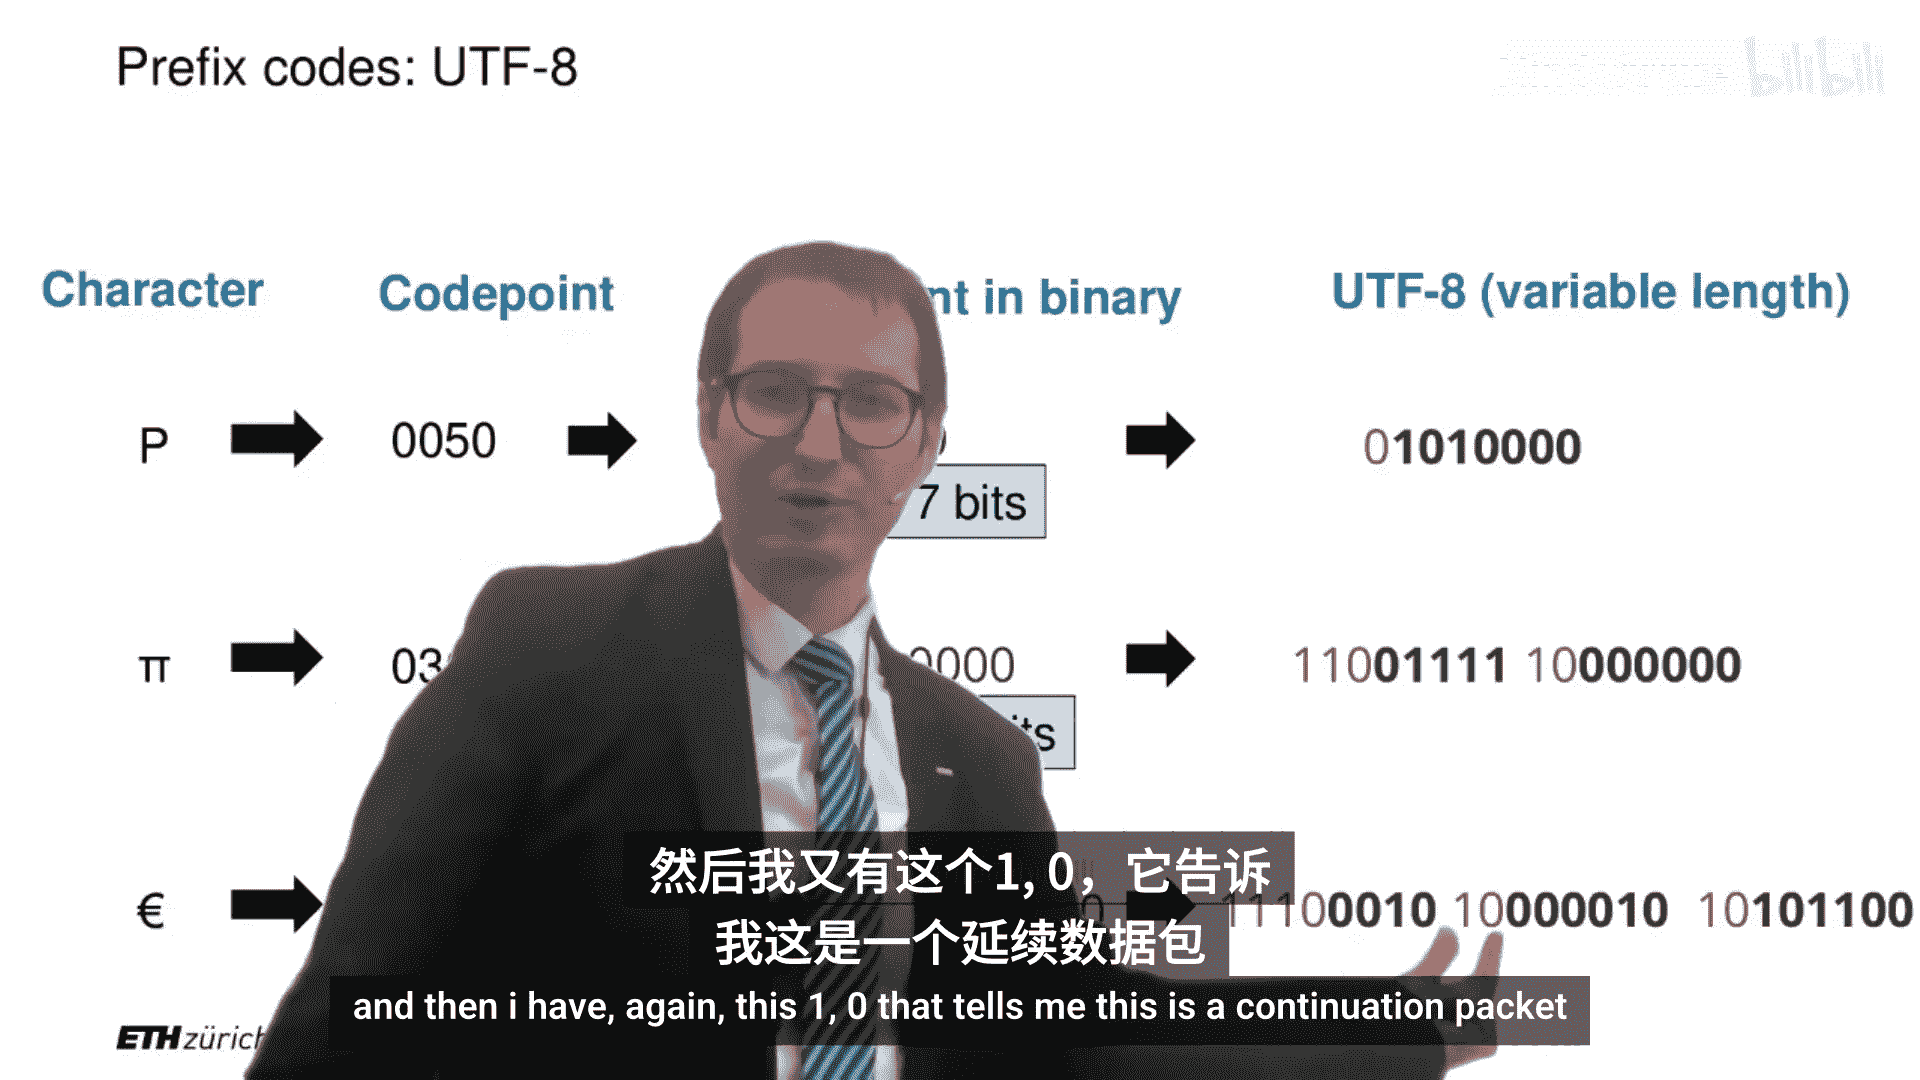 Prefix codes: UTF-8
bilibili
Character
Codepoint
nt in binary
UTF-8 (variable length)
P
0050
7 bits
01010000
π
03
0000
its
11001111 10000000
€
0
11100010 10000010 10101100
然后我又有这个1, 0，它告诉
我这是一个延续数据包
and then i have, again, this 1, 0 that tells me this is a continuation packet
ETH zürich